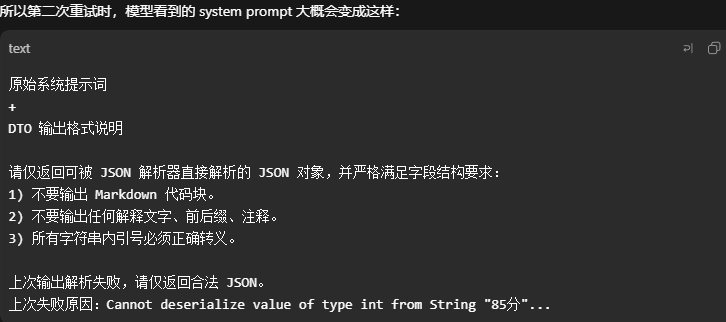 所以第二次重试时，模型看到的 system prompt 大概会变成这样：
text
原始系统提示词
+
DTO 输出格式说明
请仅返回可被 JSON 解析器直接解析的 JSON 对象，并严格满足字段结构要求：
1) 不要输出 Markdown 代码块。
2) 不要输出任何解释文字、前后缀、注释。
3) 所有字符串内引号必须正确转义。
上次输出解析失败，请仅返回合法 JSON。
上次失败原因：Cannot deserialize value of type int from String "85分"...